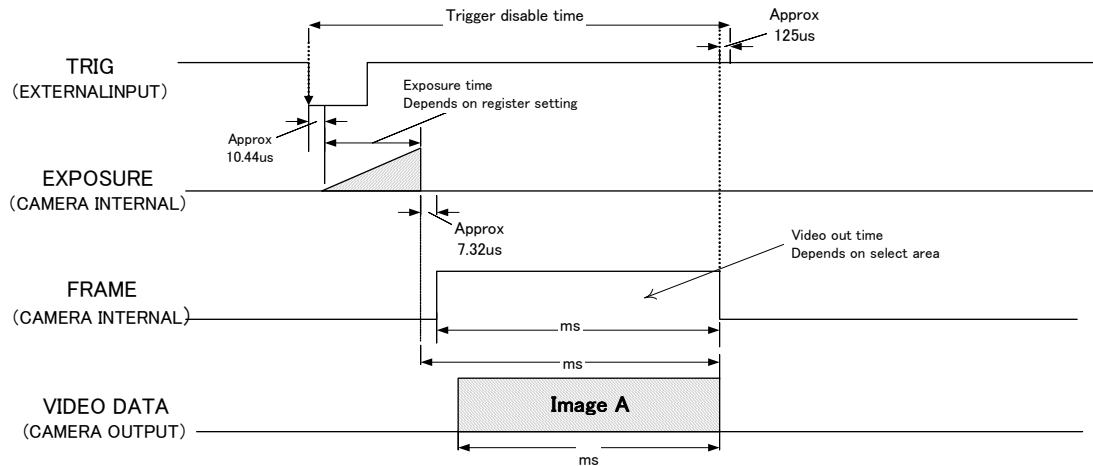 Trigger disable time
Approx
125us
TRIG
(EXTERNALINPUT)
Exposure time
Depends on register setting
Approx
10.44us
EXPOSURE
(CAMERA INTERNAL)
Approx
7.32us
Video out time
Depends on select area
FRAME
(CAMERA INTERNAL)
ms
ms
VIDEO DATA
(CAMERA OUTPUT)
Image A
ms